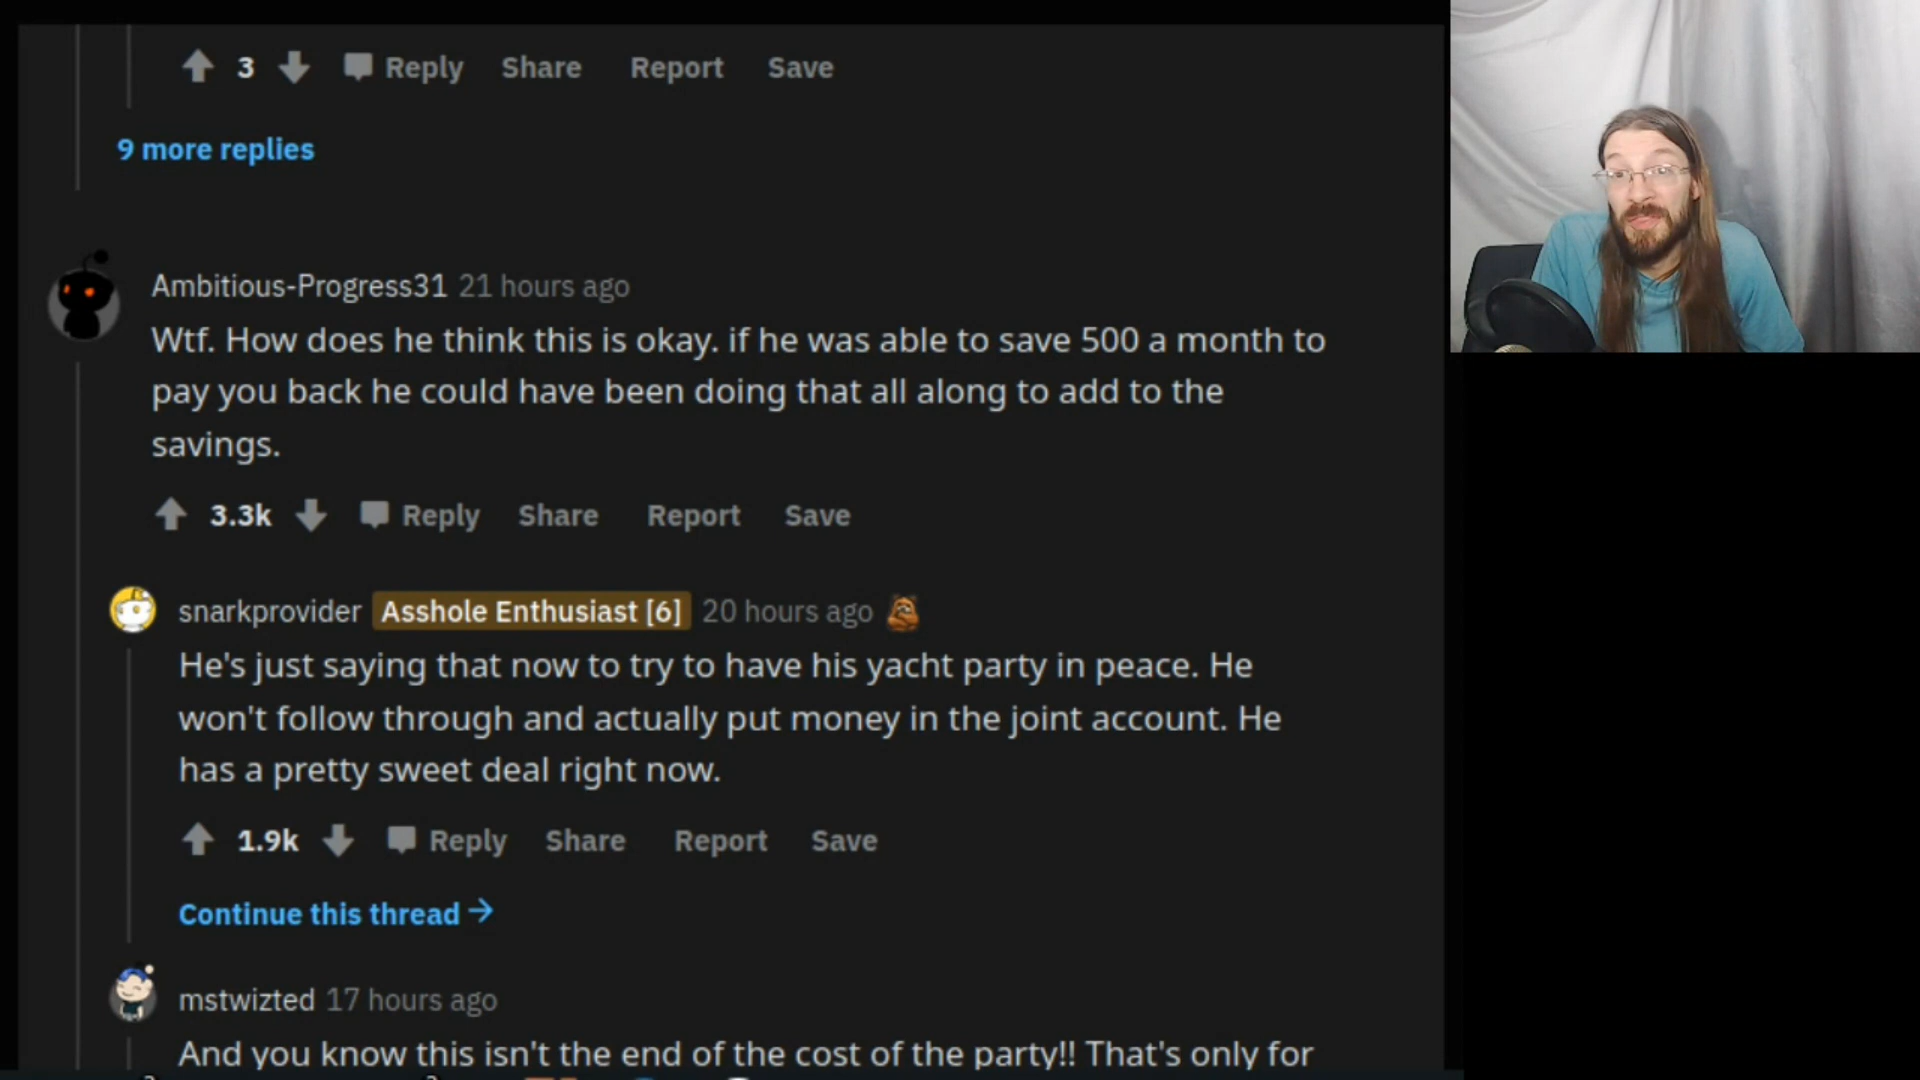 3 Reply Share Report Save
9 more replies
Ambitious-Progress31 21 hours ago
Wtf. How does he think this is okay. if he was able to save 500 a month to
pay you back he could have been doing that all along to add to the
savings.
3.3k Reply Share Report Save
snarkprovider Asshole Enthusiast [6] 20 hours ago
He's just saying that now to try to have his yacht party in peace. He
won't follow through and actually put money in the joint account. He
has a pretty sweet deal right now.
1.9k Reply Share Report Save
Continue this thread →
mstwizted 17 hours ago
And you know this isn't the end of the cost of the party!! That's only for